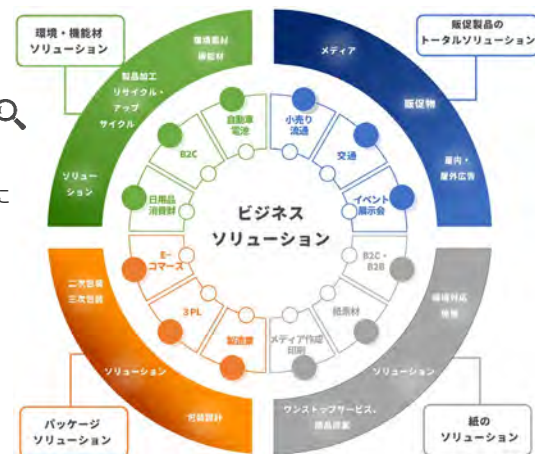 環境・機能材
ソリューション
販促製品の
トータルソリューション
環境素材
機能材
製品加工
リサイクル・
アップ
サイクル
ソリュー
ション
メディア
販促物
屋内・
屋外広告
自動車
電池
B2C
日用品
消費財
小売り
流通
交通
イベント
展示会
に
ビジネス
ソリューション
E-
コマース
3PL
製造業
B2C・
B2B
紙素材
メディア作成
印刷
二次包装
三次包装
ソリューション
包装設計
環境対応
ソリューション
ワンストップサービス、
パッケージ
ソリューション
紙の
ソリューション